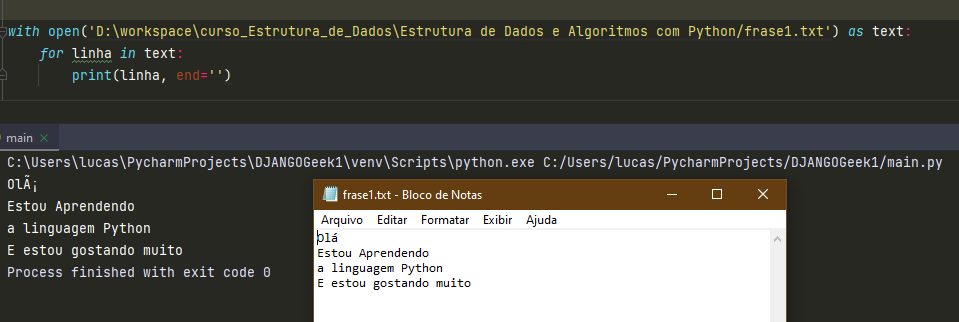 with open('D:\workspace\curso_Estrutura_de_Dados\Estrutura de Dados e Algoritmos com Python/frase1.txt') as text:
for linha in text:
print(linha, end='')
main ×
C:\Users\lucas\PycharmProjects\DJANGOGeek1\venv\Scripts\python.exe C:/Users/lucas/PycharmProjects/DJANGOGeek1/main.py
OlÃ¡
Estou Aprendendo
a linguagem Python
E estou gostando muito
Process finished with exit code 0
frase1.txt - Bloco de Notas
Arquivo Editar Formatar Exibir Ajuda
Olá
Estou Aprendendo
a linguagem Python
E estou gostando muito